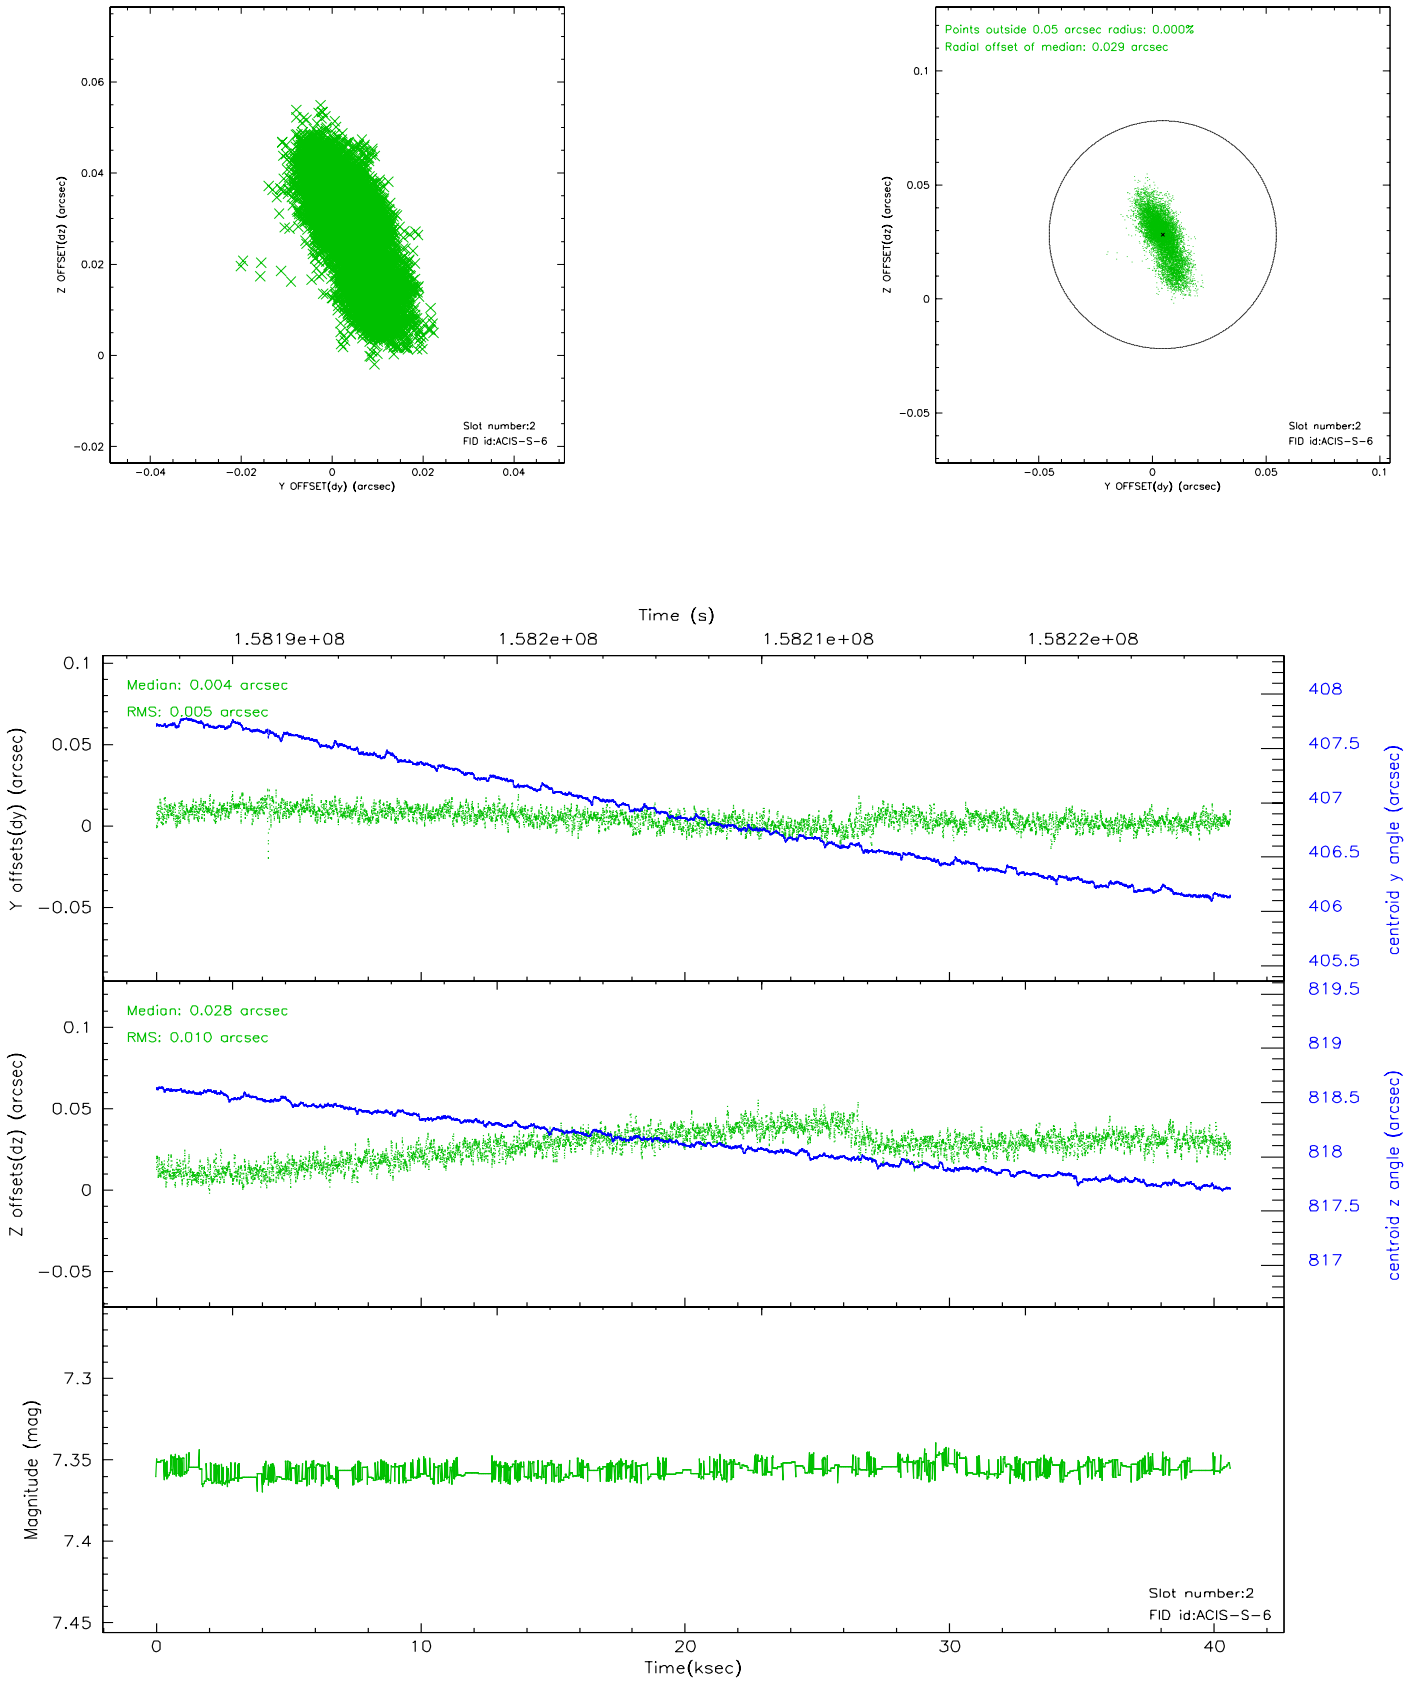 0.06
0.04
0.02
0
−0.02
Z OFFSET(dz) (arcsec)
Slot number:2
FID id:ACIS−S−6
−0.04 −0.02 0 0.02 0.04
Y OFFSET(dy) (arcsec)
Points outside 0.05 arcsec radius: 0.000%
Radial offset of median: 0.029 arcsec
0.1
0.05
0
−0.05
Z OFFSET(dz) (arcsec)
Slot number:2
FID id:ACIS−S−6
−0.05 0 0.05 0.1
Y OFFSET(dy) (arcsec)
Time (s)
1.5819e+08 1.582e+08 1.5821e+08 1.5822e+08
Median: 0.004 arcsec
RMS: 0.005 arcsec
0.1
0.05
0
−0.05
Y offsets(dy) (arcsec)
408
407.5
407
406.5
406
405.5
centroid y angle (arcsec)
Median: 0.028 arcsec
RMS: 0.010 arcsec
0.1
0.05
0
−0.05
Z offsets(dz) (arcsec)
819.5
819
818.5
818
817.5
817
centroid z angle (arcsec)
7.3
7.35
7.4
7.45
Magnitude (mag)
Slot number:2
FID id:ACIS−S−6
0 10 20 30 40
Time(ksec)